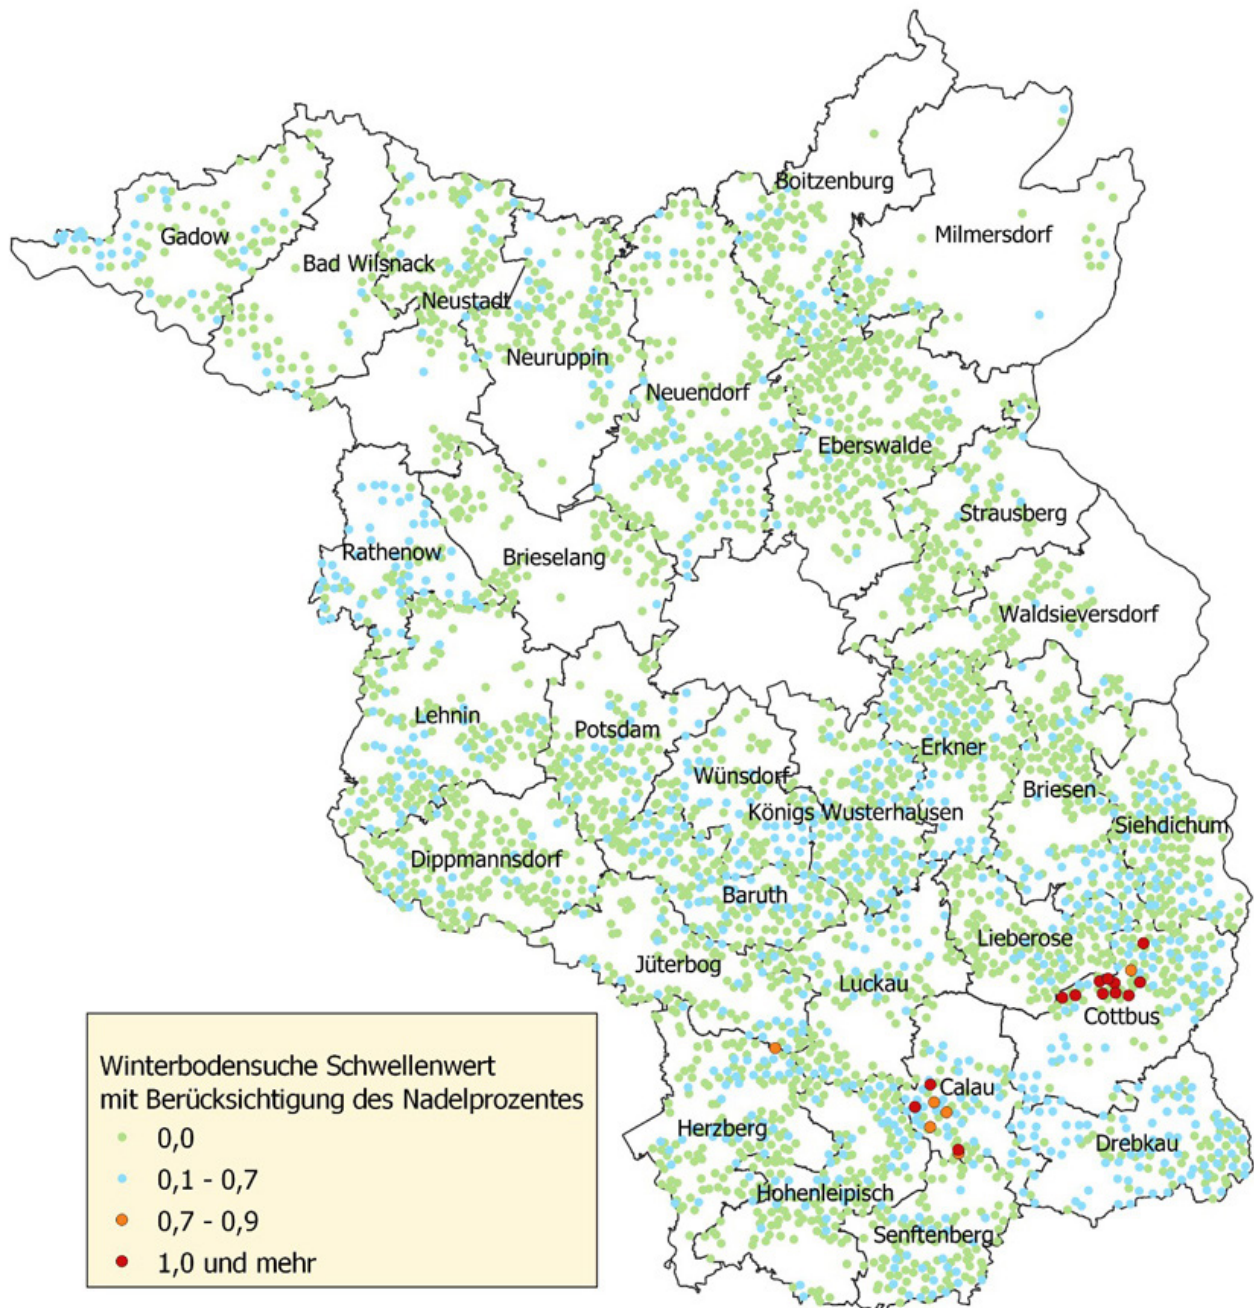 Boitzenburg
Milmersdorf
Gadow
Bad Wilsnack
Neustadt
Neuruppin
Neuendorf
Eberswalde
Strausberg
Rathenow
Brieselang
Waldsieversdorf
Lehnin
Potsdam
Erkner
Wünsdorf
Briesen
Königs Wusterhausen
Siehdichum
Dippmannsdorf
Baruth
Lieberose
Jüterbog
Luckau
Cottbus
Calau
Herzberg
Drebkau
Hohenleipisch
Senftenberg
Winterbodensuche Schwellenwert
mit Berücksichtigung des Nadelprozentes
0,0
0,1 - 0,7
0,7 - 0,9
1,0 und mehr